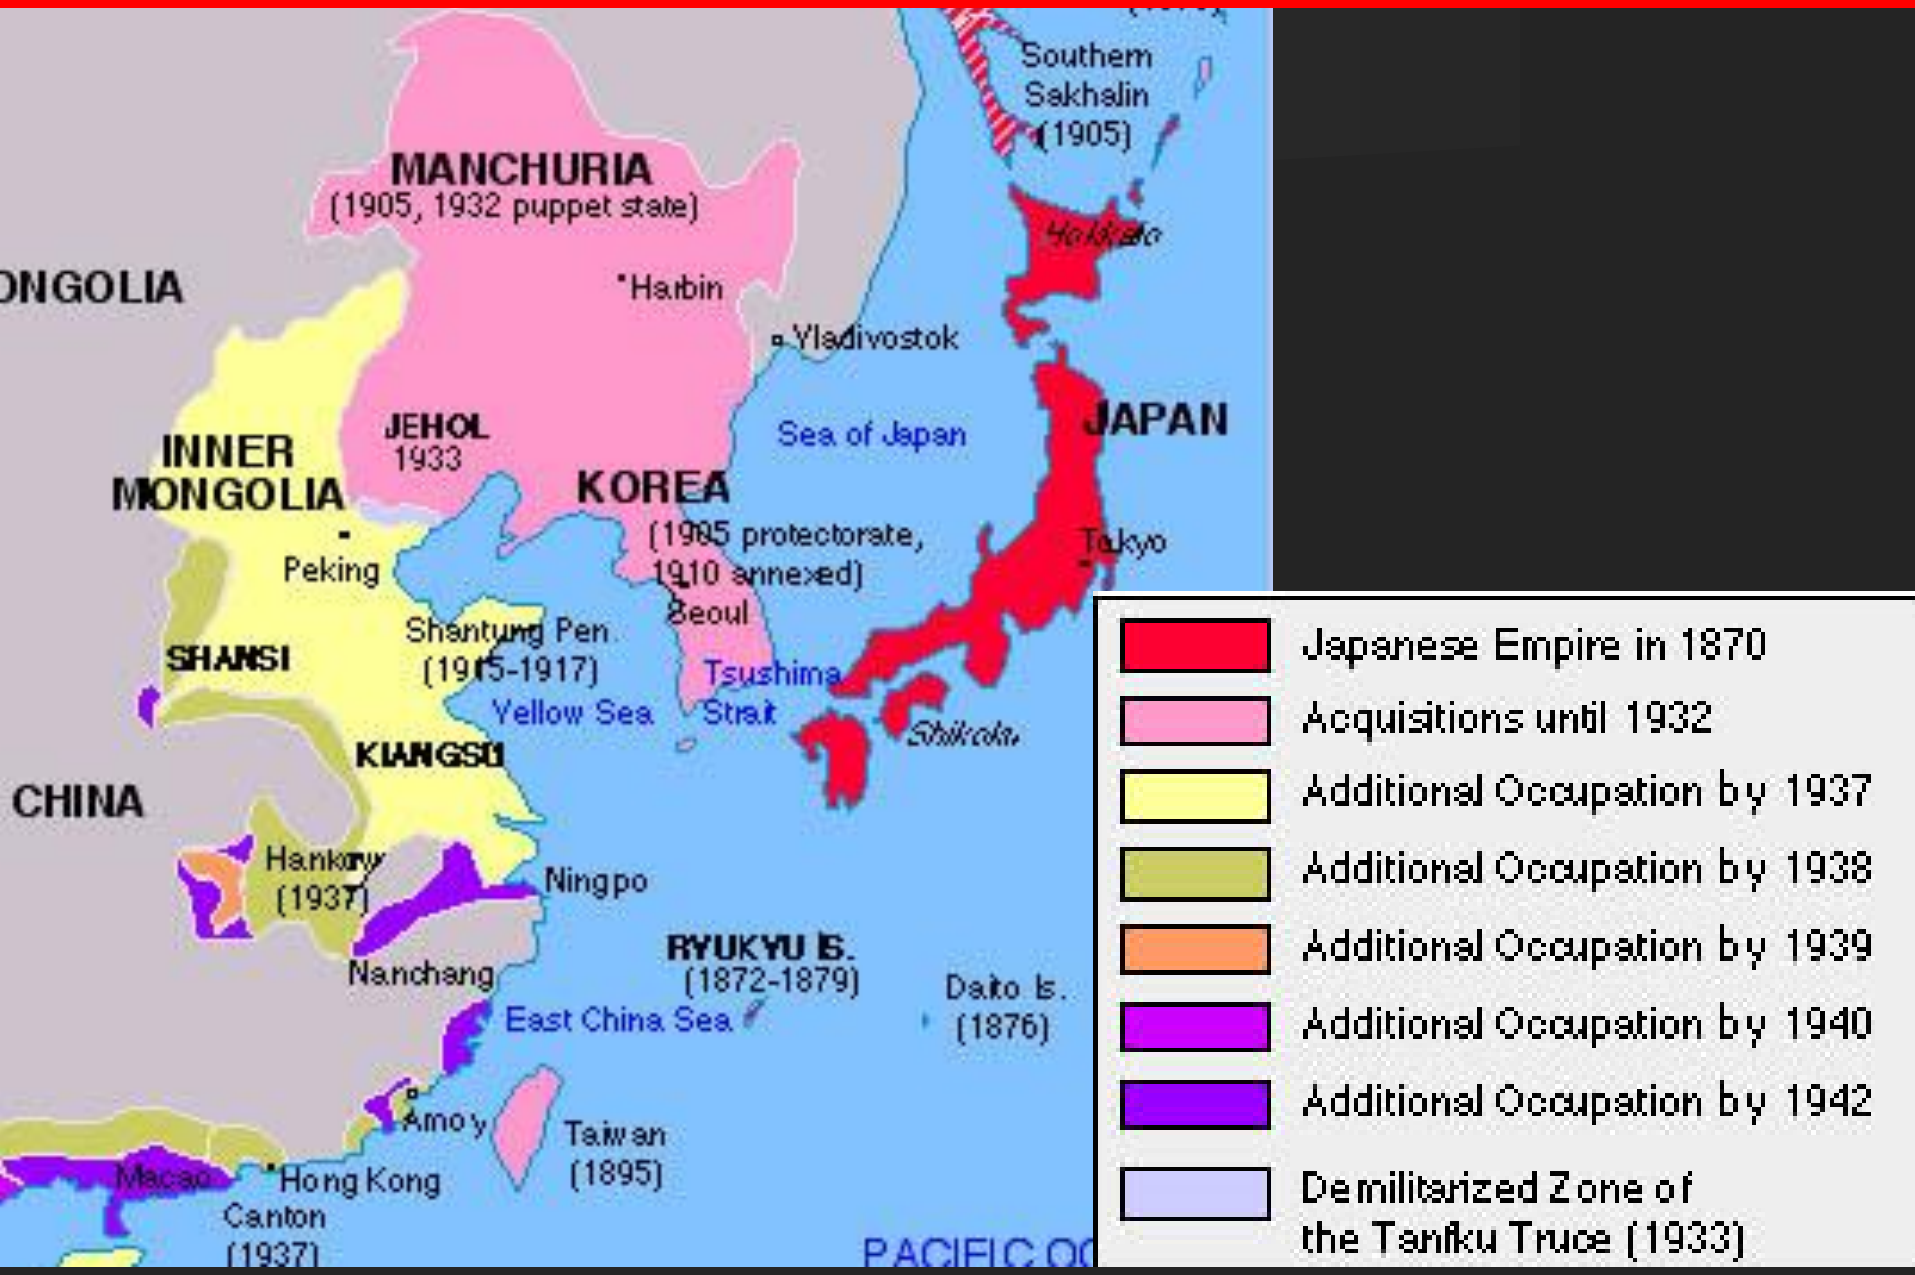 Southern
Sakhalin
(1905)
MANCHURIA
(1905, 1932 puppet state)
Hokkaido
Harbin
ONGOLIA
Vladivostok
JEHOL
1933
Sea of Japan
JAPAN
INNER
MONGOLIA
KOREA
(1905 protectorate,
1910 annexed)
Seoul
Tokyo
Peking
Shantung Pen.
(1915-1917)
SHANSI
Tsushima
Strait
Yellow Sea
Shikoku
KIANGSU
CHINA
Hankow
(1937)
Ningpo
Nanchang
RYUKYU IS.
(1872-1879)
Daito Is.
(1876)
East China Sea
Amoy
Taiwan
(1895)
Macao
Hong Kong
Canton
(1937)
PACIFIC OC
Japanese Empire in 1870
Acquisitions until 1932
Additional Occupation by 1937
Additional Occupation by 1938
Additional Occupation by 1939
Additional Occupation by 1940
Additional Occupation by 1942
Demilitarized Zone of
the Tanfku Truce (1933)